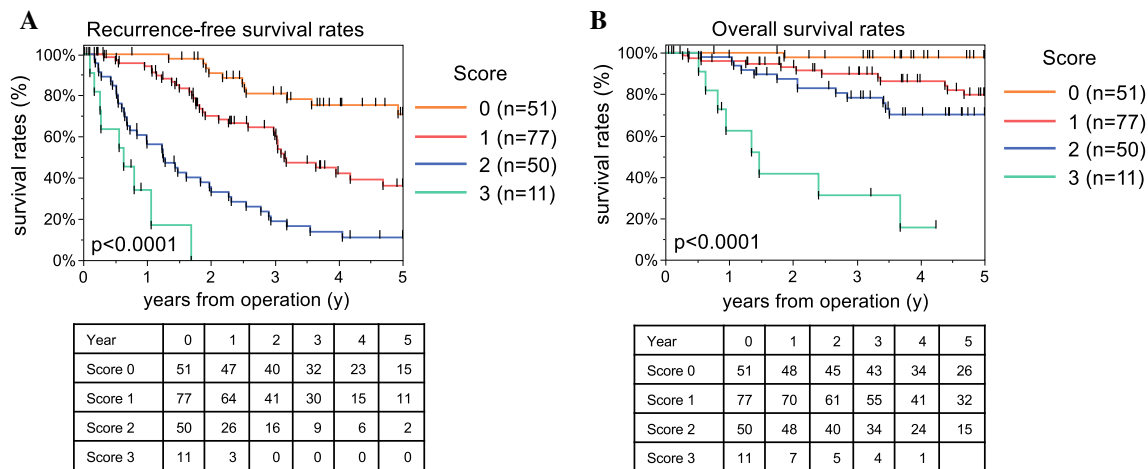 A
Recurrence-free survival rates
survival rates (%)
100%
80%
60%
40%
20%
0%
p<0.0001
0 1 2 3 4 5
years from operation (y)
Score
0 (n=51)
1 (n=77)
2 (n=50)
3 (n=11)
Year 0 1 2 3 4 5
Score 0 51 47 40 32 23 15
Score 1 77 64 41 30 15 11
Score 2 50 26 16 9 6 2
Score 3 11 3 0 0 0 0
B
Overall survival rates
survival rates (%)
100%
80%
60%
40%
20%
0%
p<0.0001
0 1 2 3 4 5
years from operation (y)
Score
0 (n=51)
1 (n=77)
2 (n=50)
3 (n=11)
Year 0 1 2 3 4 5
Score 0 51 48 45 43 34 26
Score 1 77 70 61 55 41 32
Score 2 50 48 40 34 24 15
Score 3 11 7 5 4 1